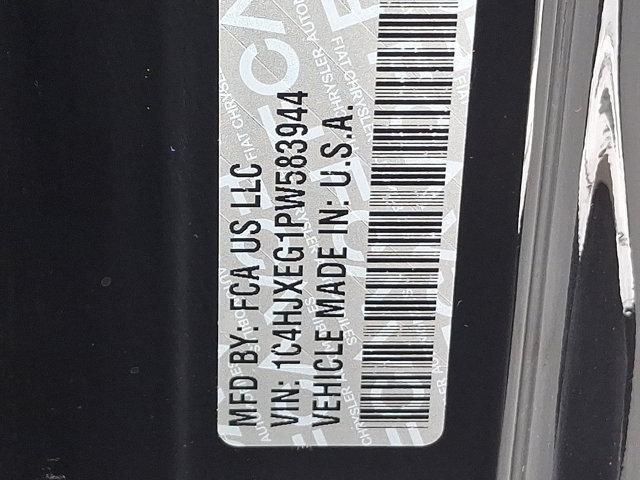 MFD BY: FCA US LLC
VIN: 1C4HJXEG1PW583944
VEHICLE MADE IN: U.S.A.